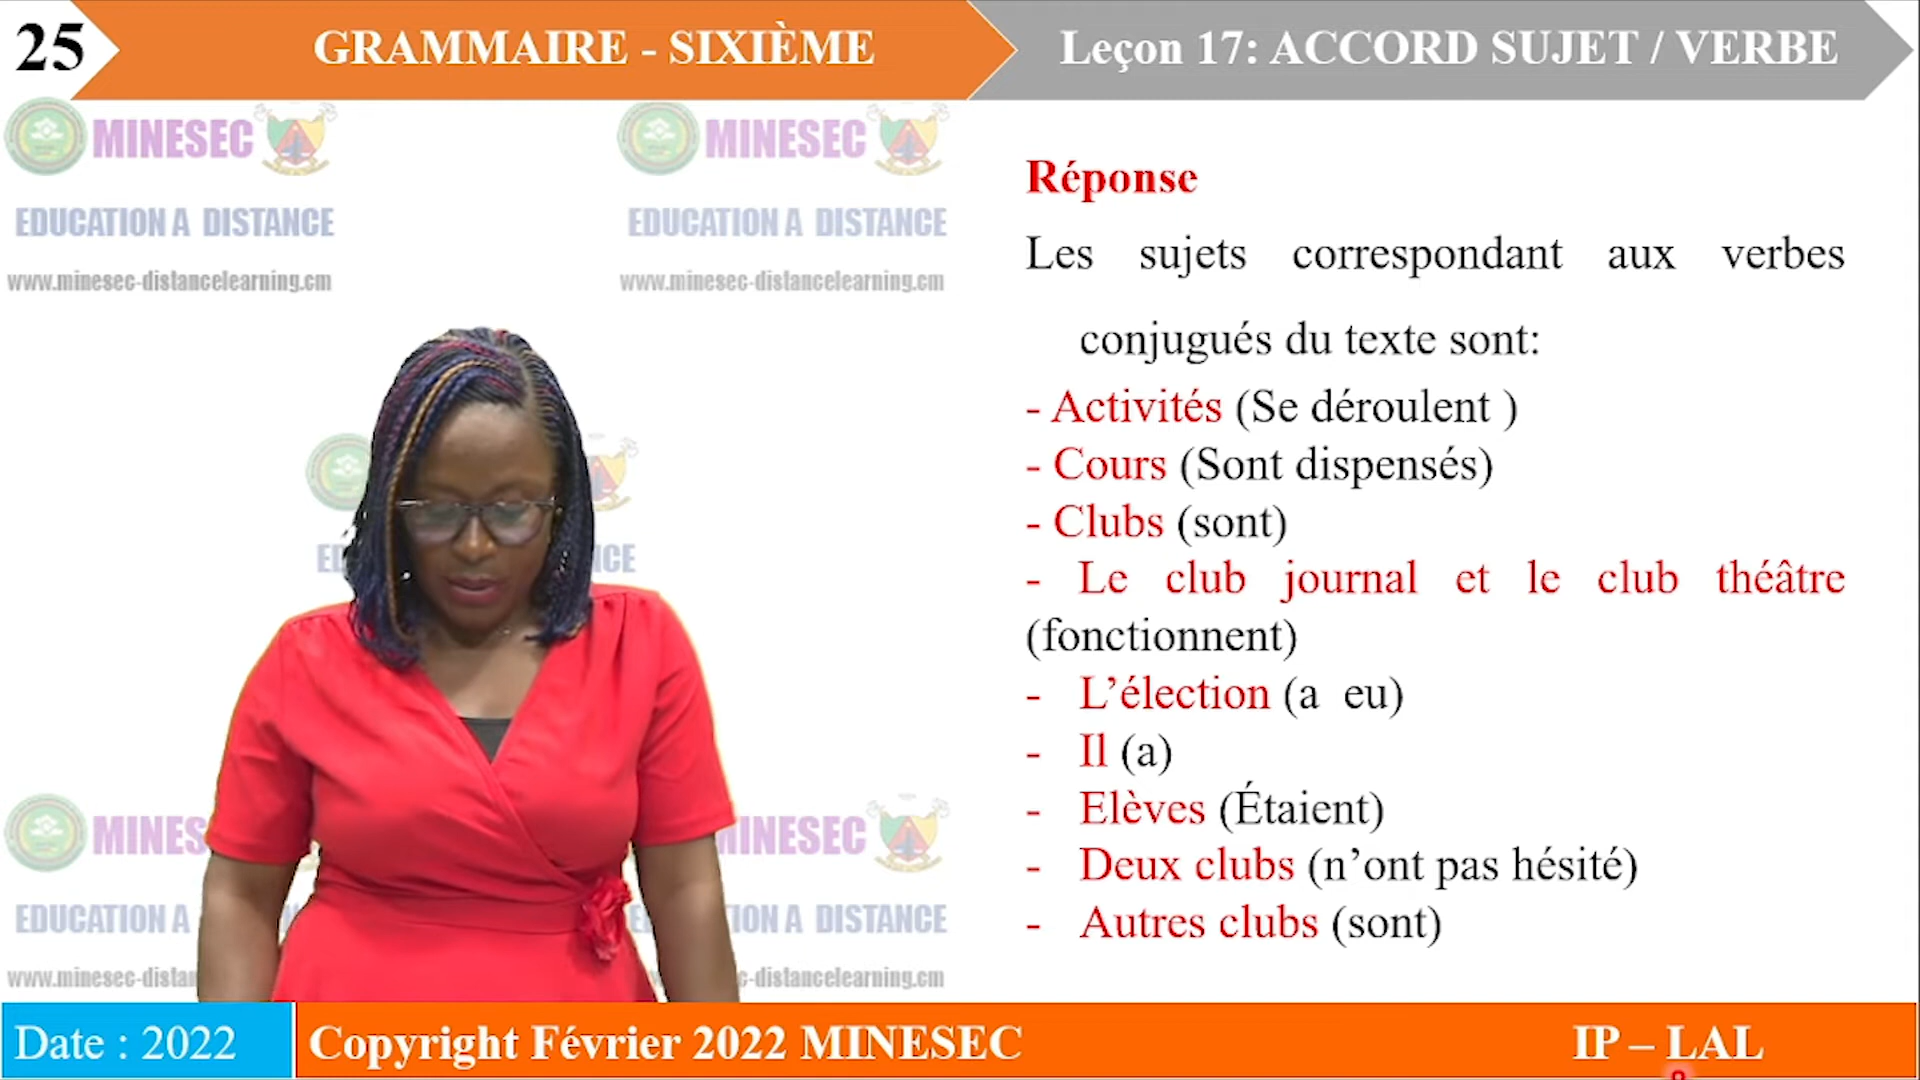 25
GRAMMAIRE - SIXIÈME
Leçon 17: ACCORD SUJET / VERBE
MINESEC
MINESEC
EDUCATION A DISTANCE
EDUCATION A DISTANCE
www.minesec-distancelearning.cm
www.minesec-distancelearning.cm
Réponse
Les sujets correspondant aux verbes
conjugués du texte sont:
- Activités (Se déroulent )
- Cours (Sont dispensés)
- Clubs (sont)
- Le club journal et le club théâtre
(fonctionnent)
- L’élection (a eu)
- Il (a)
- Elèves (Étaient)
- Deux clubs (n’ont pas hésité)
- Autres clubs (sont)
Date : 2022
Copyright Février 2022 MINESEC
IP – LAL